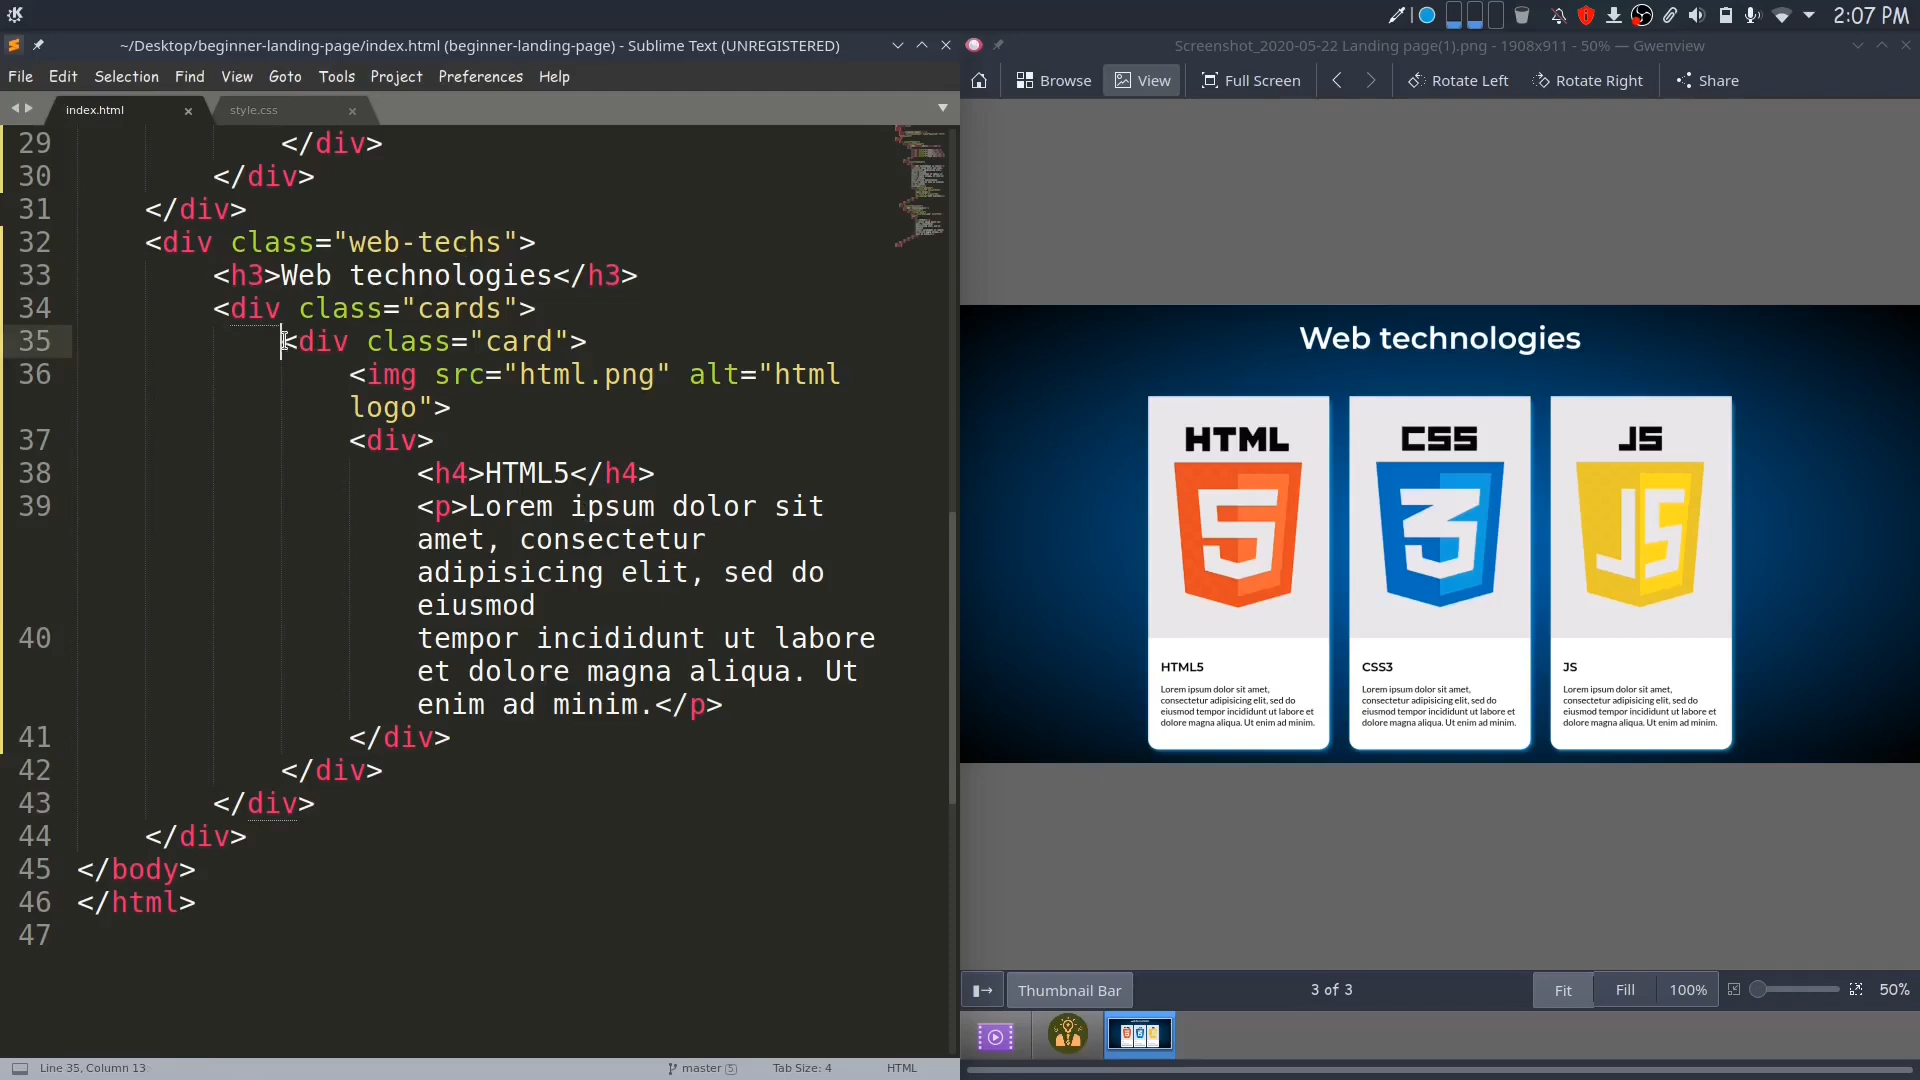 2:07 PM
~/Desktop/beginner-landing-page/index.html (beginner-landing-page) - Sublime Text (UNREGISTERED)
File Edit Selection Find View Goto Tools Project Preferences Help
index.html
style.css
29 </div>
30 </div>
31 </div>
32 <div class="web-techs">
33 <h3>Web technologies</h3>
34 <div class="cards">
35 <div class="card">
36 <img src="html.png" alt="html
logo">
37 <div>
38 <h4>HTML5</h4>
39 <p>Lorem ipsum dolor sit
amet, consectetur
adipisicing elit, sed do
eiusmod
40 tempor incididunt ut labore
et dolore magna aliqua. Ut
enim ad minim.</p>
41 </div>
42 </div>
43 </div>
44 </div>
45 </body>
46 </html>
47
Line 35, Column 13
master 5
Tab Size: 4
HTML
Screenshot_2020-05-22 Landing page(1).png - 1908x911 - 50% — Gwenview
Browse View Full Screen Rotate Left Rotate Right Share
Web technologies
HTML
5
HTML5
Lorem ipsum dolor sit amet,
consectetur adipisicing elit, sed do
eiusmod tempor incididunt ut labore et
dolore magna aliqua. Ut enim ad minim.
CSS
3
CSS3
Lorem ipsum dolor sit amet,
consectetur adipisicing elit, sed do
eiusmod tempor incididunt ut labore et
dolore magna aliqua. Ut enim ad minim.
JS
JS
JS
Lorem ipsum dolor sit amet,
consectetur adipisicing elit, sed do
eiusmod tempor incididunt ut labore et
dolore magna aliqua. Ut enim ad minim.
Thumbnail Bar
3 of 3
Fit Fill 100% 50%